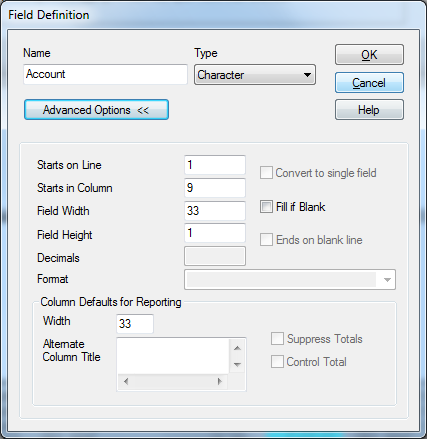 Field Definition
Name
Type
OK
Account
Character
Cancel
Advanced Options <<
Help
Starts on Line
1
Convert to single field
Starts in Column
9
Field Width
33
Fill if Blank
Field Height
1
Ends on blank line
Decimals
Format
Column Defaults for Reporting
Width
33
Alternate
Column Title
Suppress Totals
Control Total